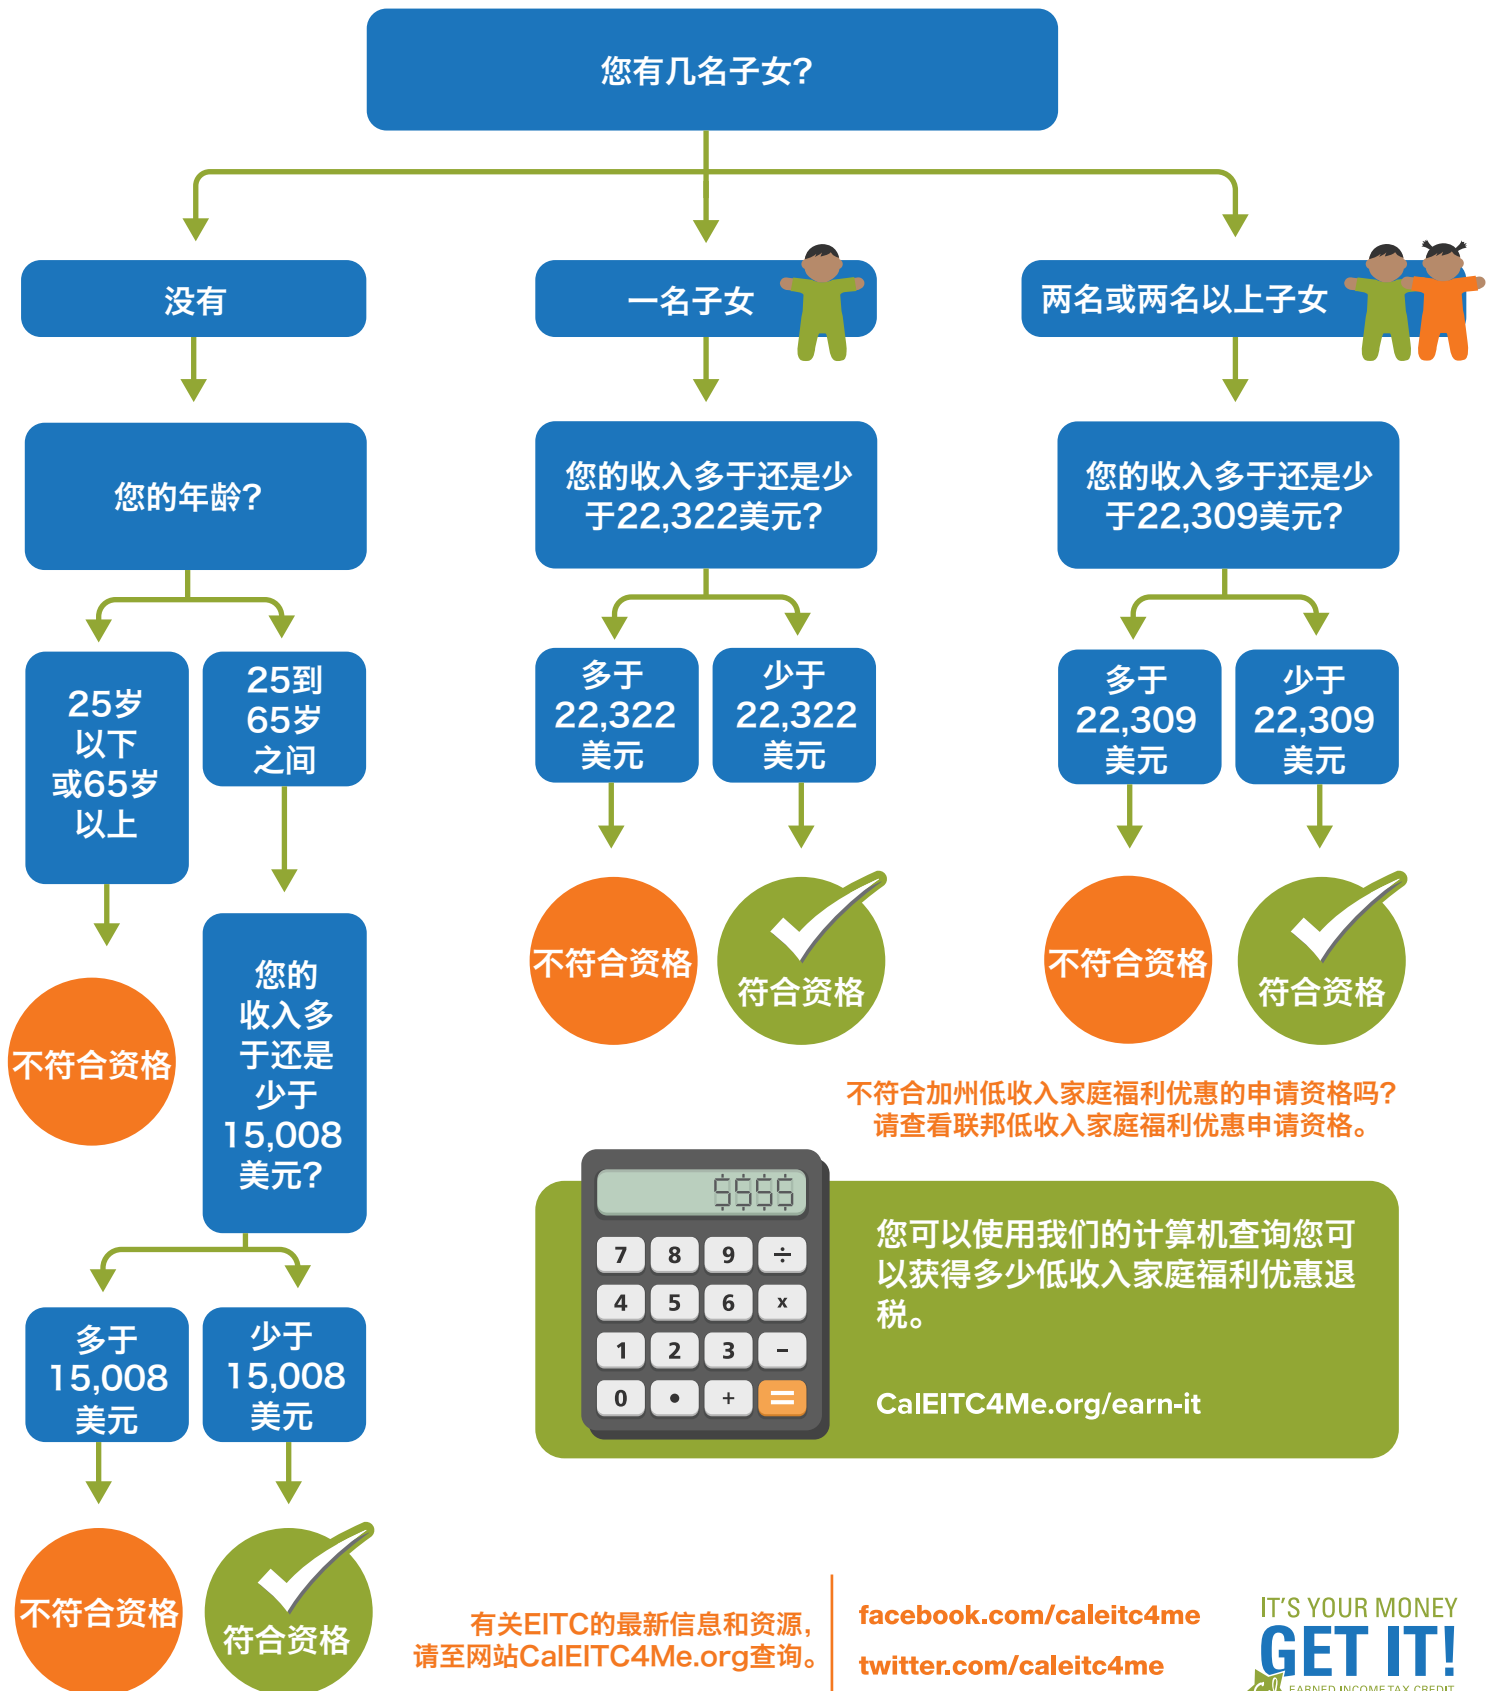 您有几名子女?
没有
一名子女
两名或两名以上子女
您的年龄?
您的收入多于还是少
于22,322美元?
您的收入多于还是少
于22,309美元?
25岁
以下
或65岁
以上
25到
65岁
之间
多于
22,322
美元
少于
22,322
美元
多于
22,309
美元
少于
22,309
美元
不符合资格
您的
收入多
于还是
少于
15,008
美元?
不符合资格
符合资格
不符合资格
符合资格
不符合加州低收入家庭福利优惠的申请资格吗?
请查看联邦低收入家庭福利优惠申请资格。
$$$$
7 8 9 ÷
4 5 6 x
1 2 3 −
0 • + =
您可以使用我们的计算机查询您可
以获得多少低收入家庭福利优惠退
税。
CalEITC4Me.org/earn-it
多于
15,008
美元
少于
15,008
美元
不符合资格
符合资格
有关EITC的最新信息和资源,
请至网站CalEITC4Me.org查询。
facebook.com/caleitc4me
twitter.com/caleitc4me
IT'S YOUR MONEY
GET IT!
Cal
EARNED INCOME TAX CREDIT